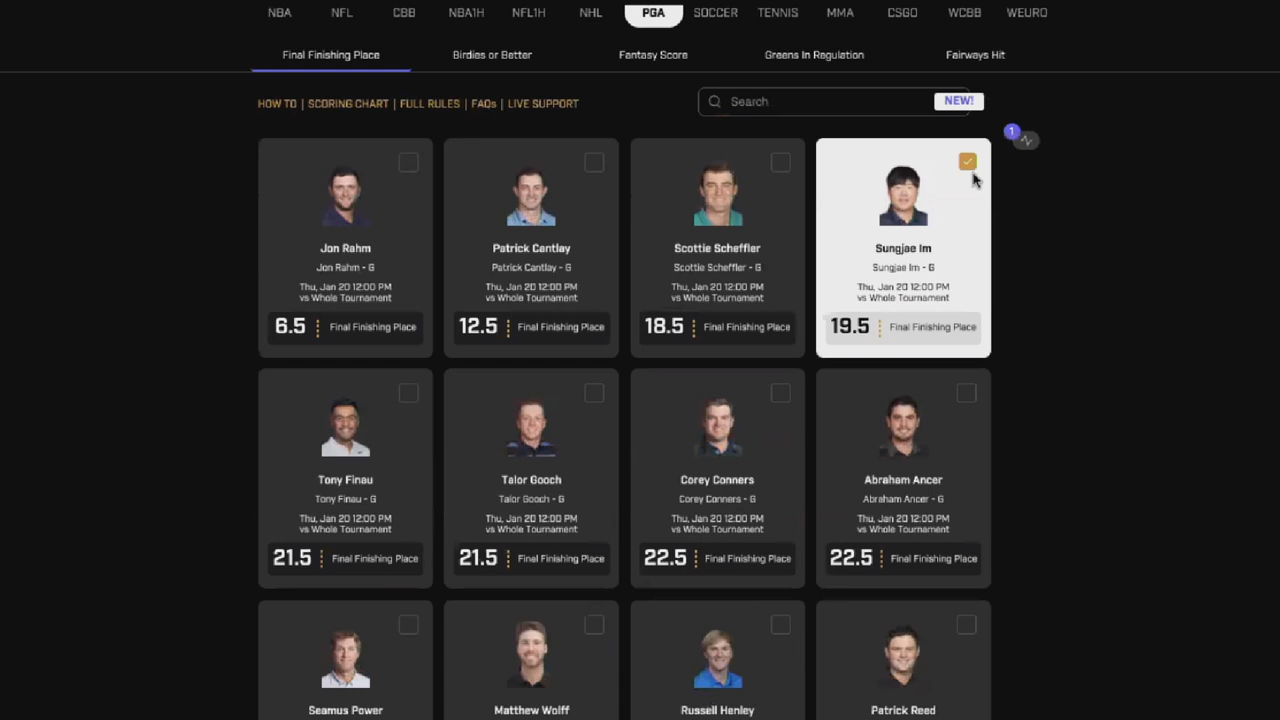 NBA NFL CBB NBA1H NFL1H NHL PGA SOCCER TENNIS MMA CSGO WCBB WEURO
Final Finishing Place Birdies or Better Fantasy Score Greens In Regulation Fairways Hit
HOW TO | SCORING CHART | FULL RULES | FAQs | LIVE SUPPORT
Search NEW!
1
Jon Rahm
Jon Rahm - G
Thu, Jan 20 12:00 PM
vs Whole Tournament
6.5 Final Finishing Place
Patrick Cantlay
Patrick Cantlay - G
Thu, Jan 20 12:00 PM
vs Whole Tournament
12.5 Final Finishing Place
Scottie Scheffler
Scottie Scheffler - G
Thu, Jan 20 12:00 PM
vs Whole Tournament
18.5 Final Finishing Place
Sungjae Im
Sungjae Im - G
Thu, Jan 20 12:00 PM
vs Whole Tournament
19.5 Final Finishing Place
Tony Finau
Tony Finau - G
Thu, Jan 20 12:00 PM
vs Whole Tournament
21.5 Final Finishing Place
Talor Gooch
Talor Gooch - G
Thu, Jan 20 12:00 PM
vs Whole Tournament
21.5 Final Finishing Place
Corey Conners
Corey Conners - G
Thu, Jan 20 12:00 PM
vs Whole Tournament
22.5 Final Finishing Place
Abraham Ancer
Abraham Ancer - G
Thu, Jan 20 12:00 PM
vs Whole Tournament
22.5 Final Finishing Place
Seamus Power
Matthew Wolff
Russell Henley
Patrick Reed